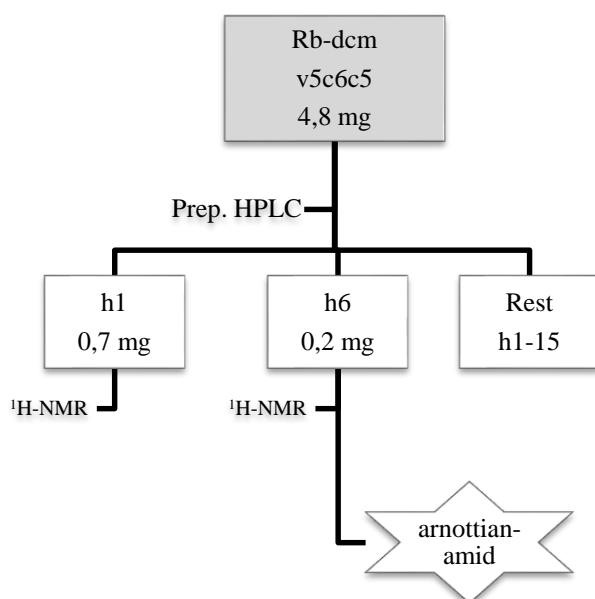 Rb-dcm
v5c6c5
4,8 mg
Prep. HPLC
h1
0,7 mg
h6
0,2 mg
Rest
h1-15
¹H-NMR
¹H-NMR
arnottian-
amid